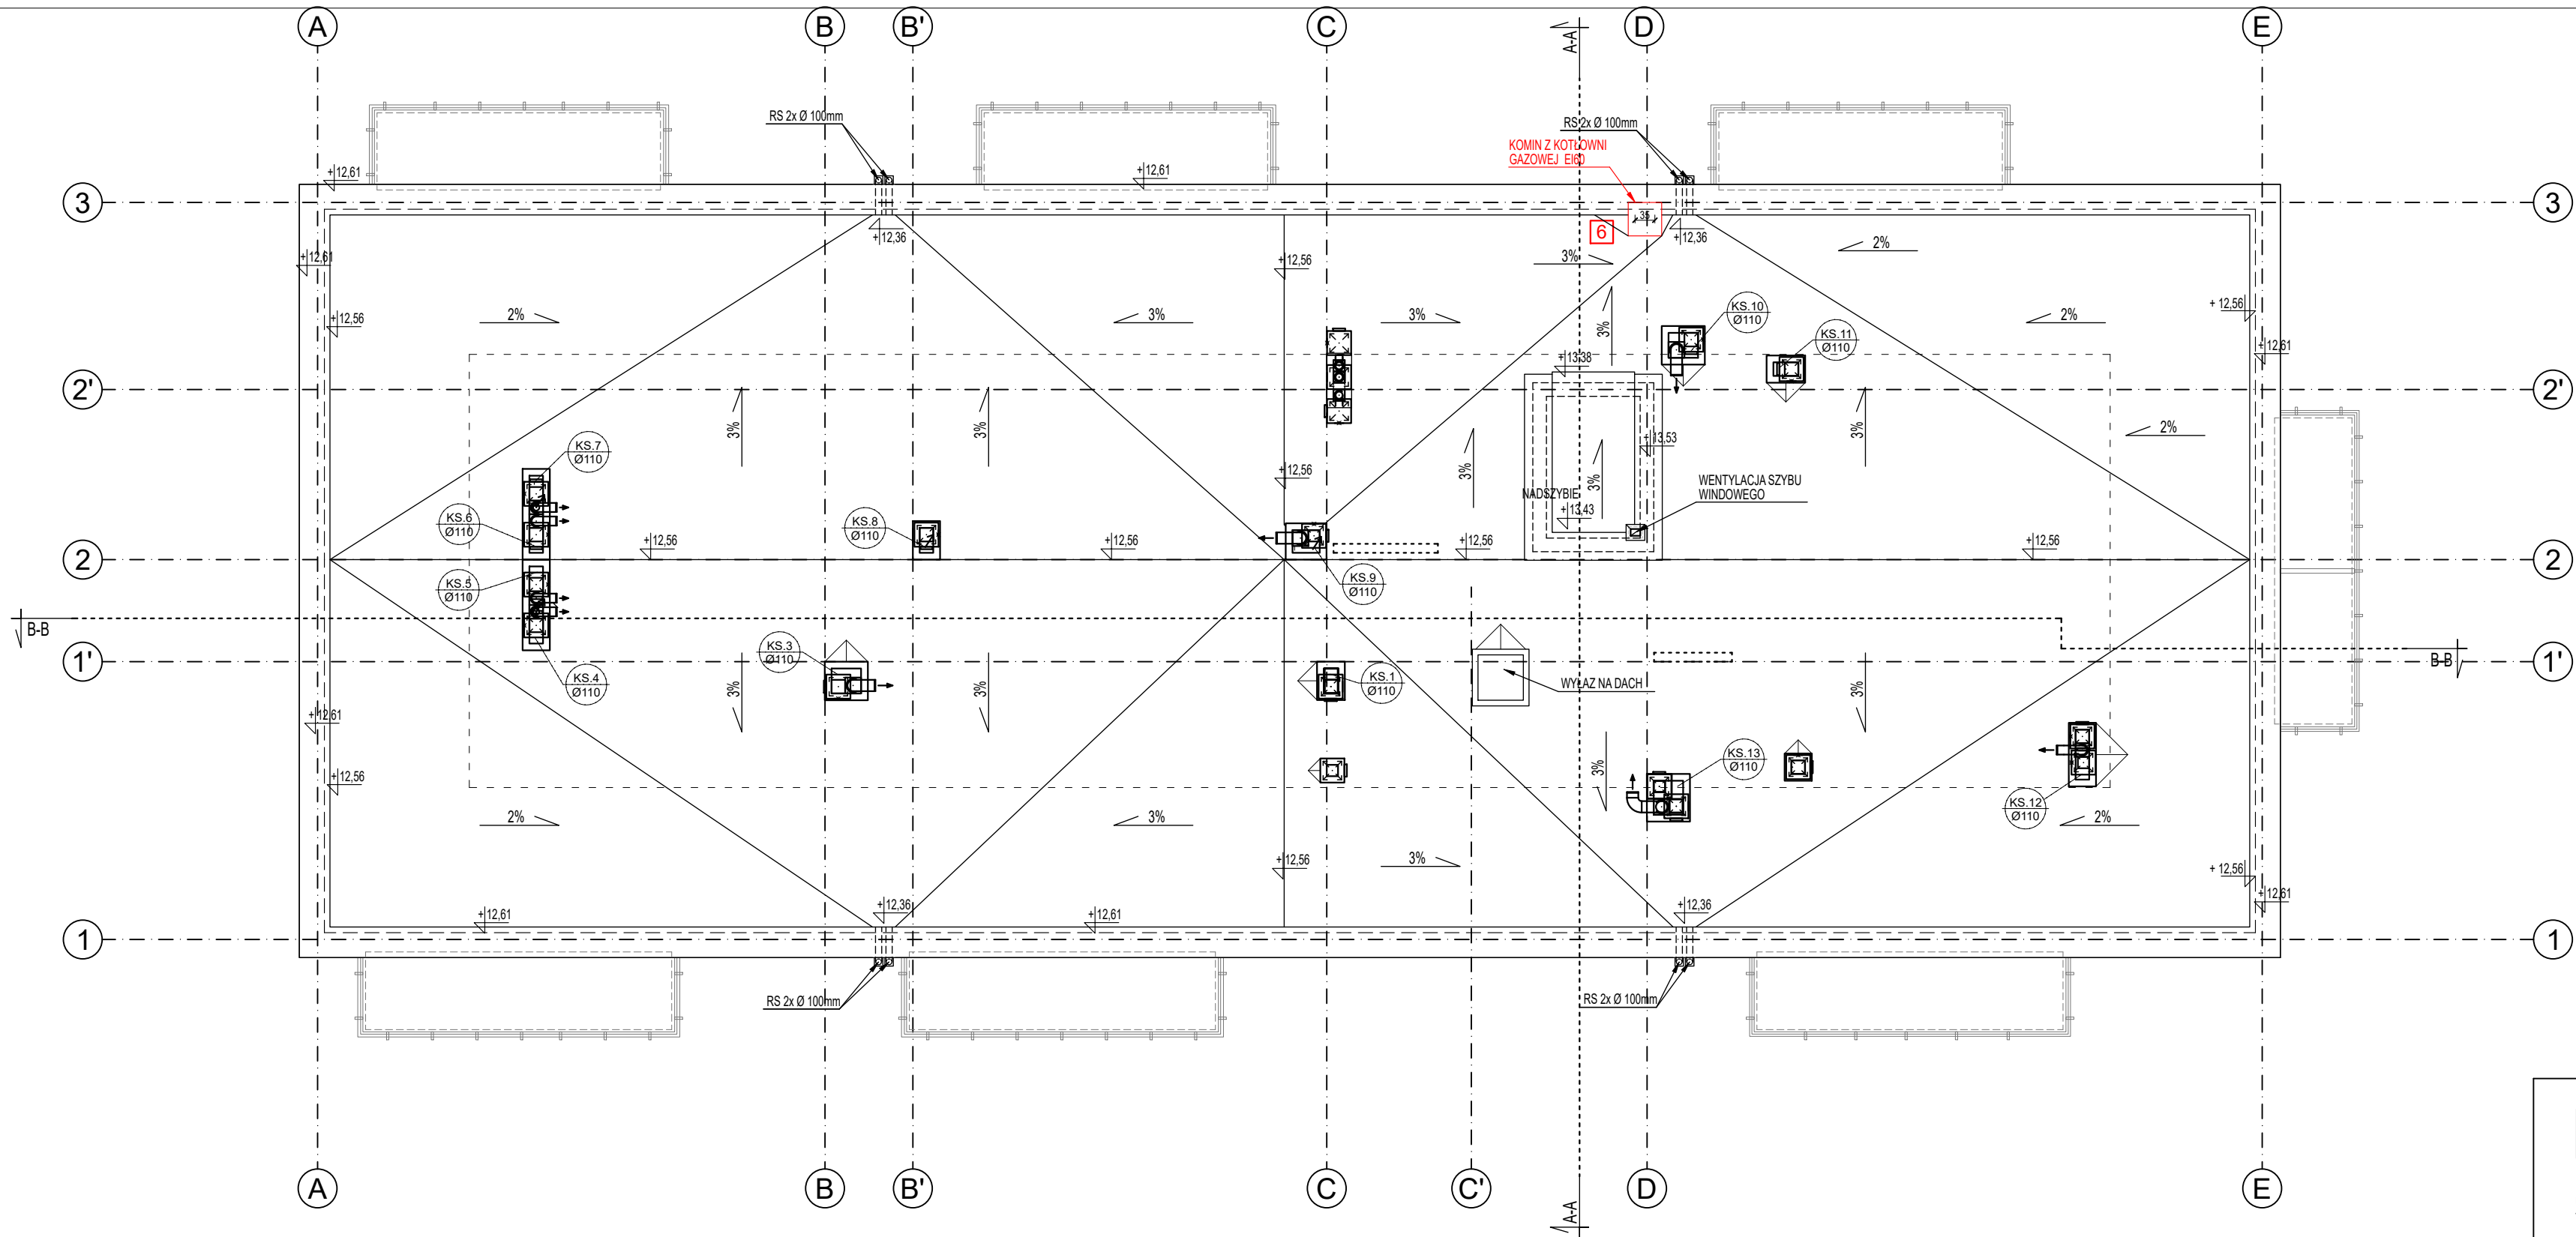 A
B
B'
C
A-A
D
E
RS 2x Ø 100mm
RS 2x Ø 100mm
KOMIN Z KOTŁOWNI
GAZOWEJ EI60
+12,61
+12,61
3
3
35
6
+12,36
+12,36
2%
3%
+12,61
+12,56
2%
3%
3%
3%
KS.10
Ø110
+12,56
2%
+12,56
KS.11
Ø110
+12,61
+13,38
2'
2'
3%
3%
3%
2%
+13,53
KS.7
Ø110
3%
+12,56
3%
WENTYLACJA SZYBU
WINDOWEGO
NADSZYBIE
+13,43
KS.6
Ø110
KS.8
Ø110
2
+12,56
+12,56
+12,56
+12,56
2
KS.5
Ø110
KS.9
Ø110
B-B
B-B
1'
KS.3
Ø110
1'
KS.4
Ø110
3%
3%
KS.1
Ø110
WYŁAZ NA DACH
3%
+12,61
+12,56
3%
KS.13
Ø110
KS.12
Ø110
2%
3%
2%
+12,56
3%
+12,56
+12,61
+12,61
+12,36
+12,61
+12,36
1
1
RS 2x Ø 100mm
RS 2x Ø 100mm
A
B
B'
C
C'
A-A
D
E